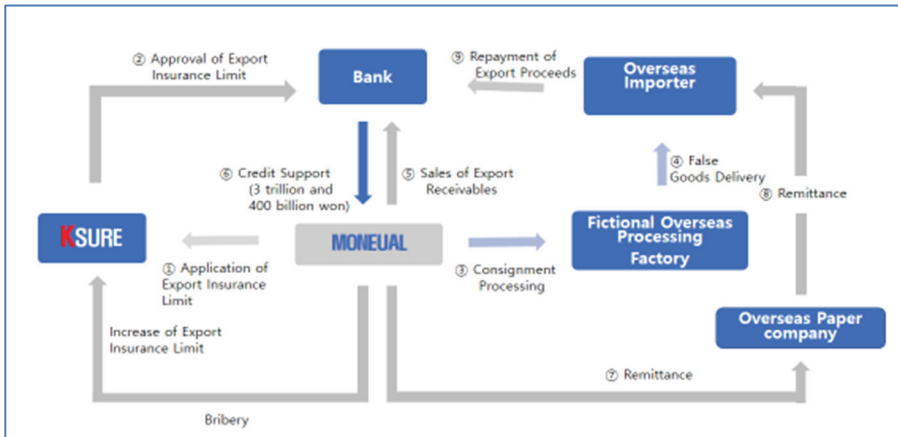 ② Approval of Export
Insurance Limit
Bank
⑨ Repayment of
Export Proceeds
Overseas
Importer
⑥ Credit Support
(3 trillion and
400 billion won)
⑤ Sales of Export
Receivables
④ False
Goods Delivery
⑧ Remittance
KSURE
MONEUAL
Fictional Overseas
Processing
Factory
① Application of
Export Insurance
Limit
③ Consignment
Processing
Increase of Export
Insurance Limit
Overseas Paper
company
⑦ Remittance
Bribery